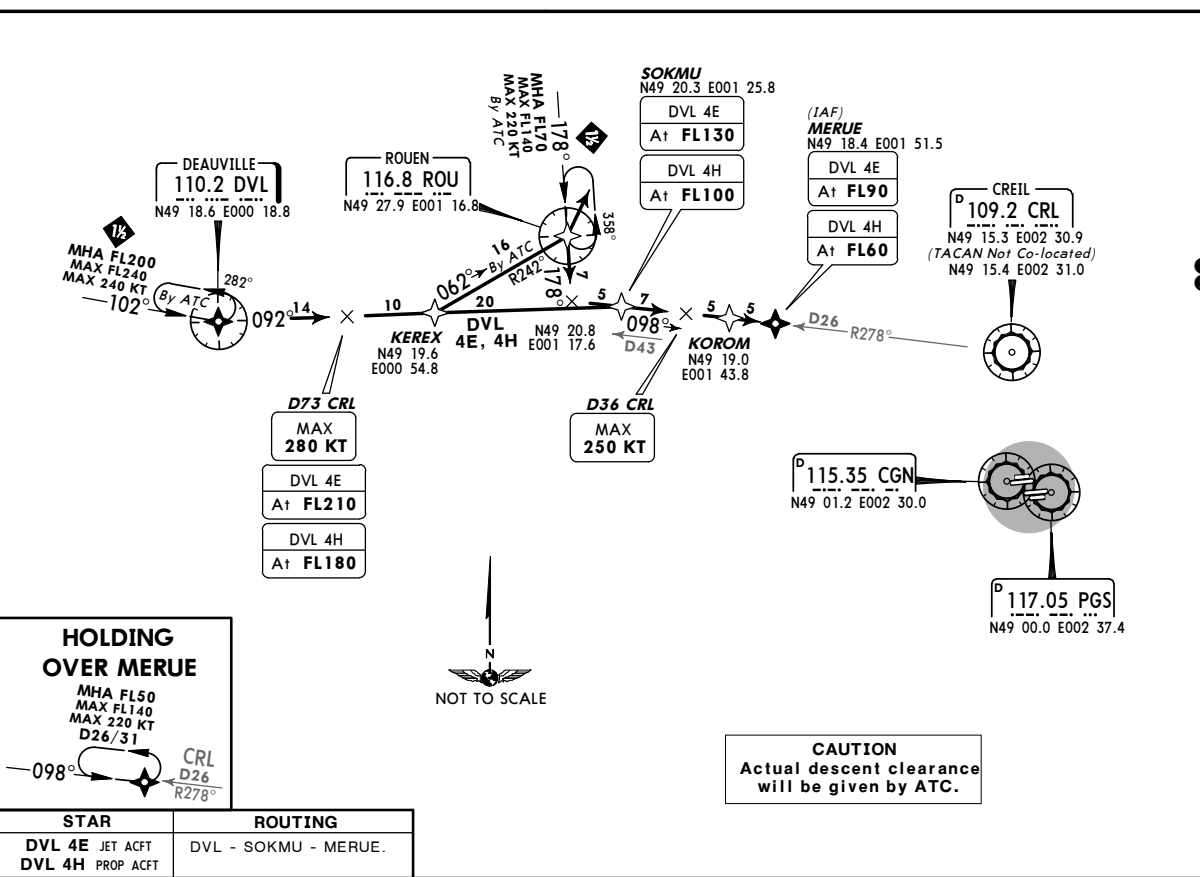 DEAUVILLE
110.2 DVL
N49 18.6 E000 18.8
1½
MHA FL200
MAX FL240
MAX 240 KT
102°
By ATC
282°
092°
14
ROUEN
116.8 ROU
N49 27.9 E001 16.8
MHA FL70
MAX FL140
MAX 220 KT
By ATC
178°
1½
358°
16
062°
By ATC
R242°
7
178°
SOKMU
N49 20.3 E001 25.8
DVL 4E
At FL130
DVL 4H
At FL100
(IAF)
MERUE
N49 18.4 E001 51.5
DVL 4E
At FL90
DVL 4H
At FL60
CREIL
D
109.2 CRL
N49 15.3 E002 30.9
(TACAN Not Co-located)
N49 15.4 E002 31.0
10
20
5
7
5
5
KEREX
N49 19.6
E000 54.8
DVL
4E, 4H
N49 20.8
E001 17.6
098°
D43
KOROM
N49 19.0
E001 43.8
D26
R278°
D73 CRL
MAX
280 KT
DVL 4E
At FL210
DVL 4H
At FL180
D36 CRL
MAX
250 KT
D
115.35 CGN
N49 01.2 E002 30.0
D
117.05 PGS
N49 00.0 E002 37.4
N
NOT TO SCALE
HOLDING
OVER MERUE
MHA FL50
MAX FL140
MAX 220 KT
D26/31
098°
CRL
D26
R278°
CAUTION
Actual descent clearance
will be given by ATC.
STAR ROUTING
DVL 4E JET ACFT DVL - SOKMU - MERUE.
DVL 4H PROP ACFT